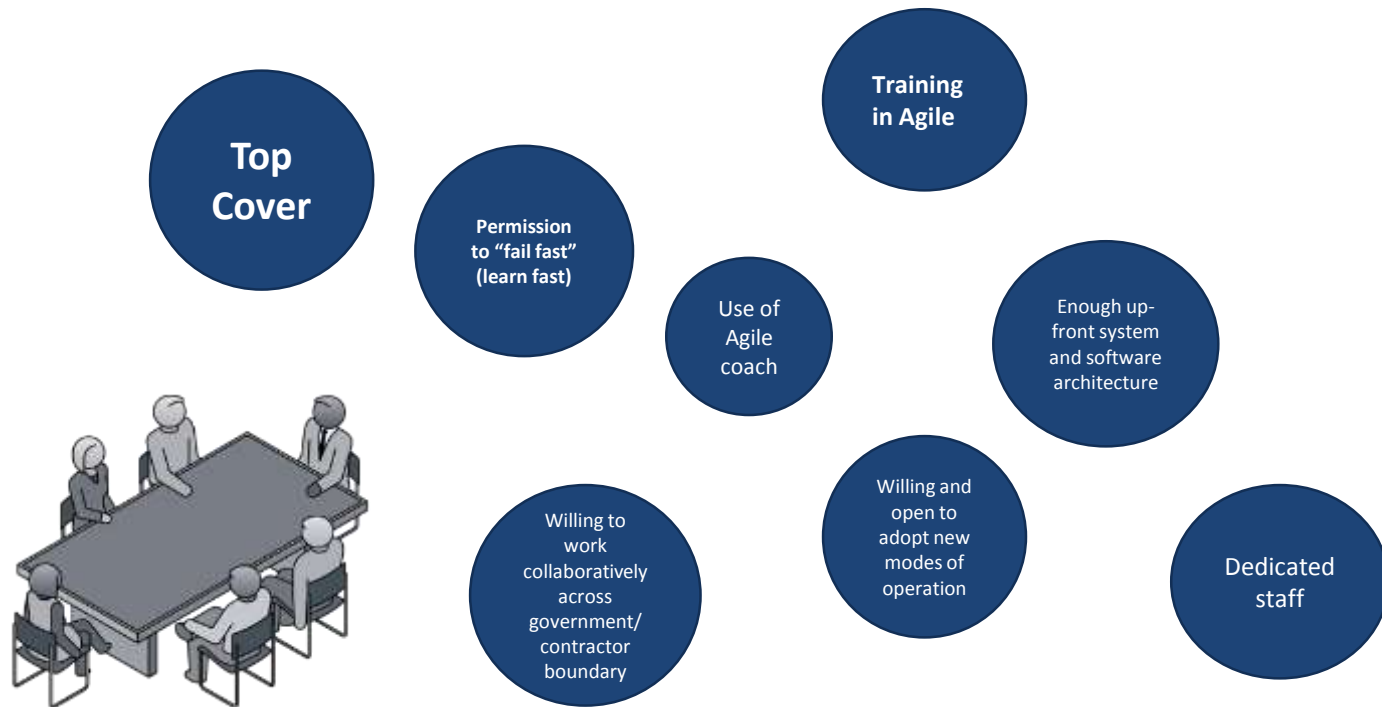 Top
Cover
Permission
to “fail fast”
(learn fast)
Training
in Agile
Use of
Agile
coach
Enough up-
front system
and software
architecture
Willing to
work
collaboratively
across
government/
contractor
boundary
Willing and
open to
adopt new
modes of
operation
Dedicated
staff